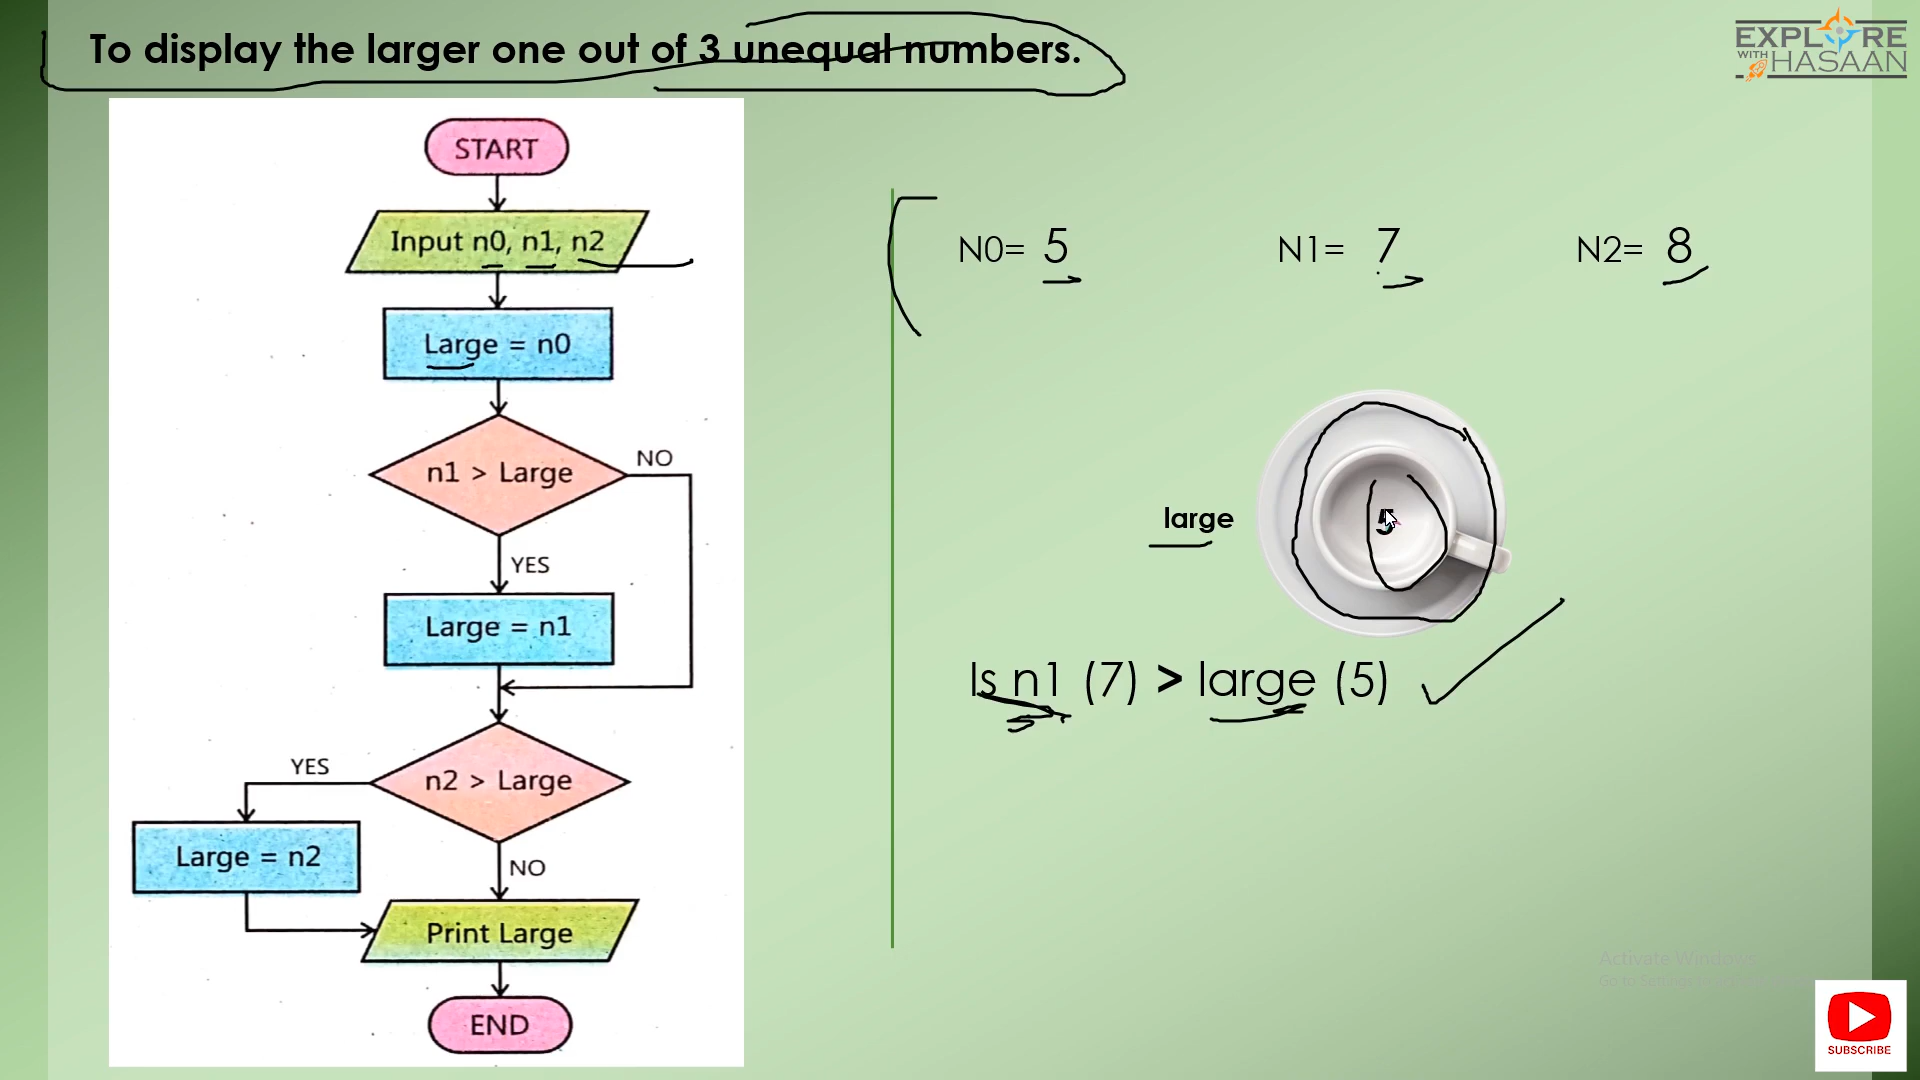 To display the larger one out of 3 unequal numbers.
EXPLORE
WITH HASAAN
START
Input n0, n1, n2
Large = n0
n1 > Large
NO
YES
Large = n1
n2 > Large
YES
Large = n2
NO
Print Large
END
N0= 5
N1= 7
N2= 8
large
5
Is n1 (7) > large (5)
Activate Windows
SUBSCRIBE